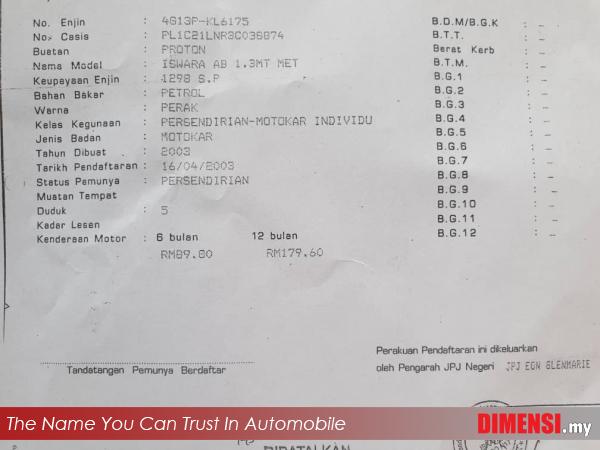 No. Enjin : 4G13P-KL6175
No. Casis : PL1C21LNR3C038874
Buatan : PROTON
Nama Model : ISWARA AB 1.3MT MET
Keupayaan Enjin : 1298 S.P
Bahan Bakar : PETROL
Warna : PERAK
Kelas Kegunaan : PERSENDIRIAN-MOTOKAR INDIVIDU
Jenis Badan : MOTOKAR
Tahun Dibuat : 2003
Tarikh Pendaftaran : 16/04/2003
Status Pemunya : PERSENDIRIAN
Muatan Tempat
Duduk : 5
Kadar Lesen
Kenderaan Motor : 6 bulan 12 bulan
RM89.80 RM179.60
B.D.M/B.G.K : -
B.T.T. : -
Berat Kerb : -
B.T.M. : -
B.G.1 : -
B.G.2 : -
B.G.3 : -
B.G.4 : -
B.G.5 : -
B.G.6 : -
B.G.7 : -
B.G.8 : -
B.G.9 : -
B.G.10 : -
B.G.11 : -
B.G.12 : -
Tandatangan Pemunya Berdaftar
Perakuan Pendaftaran ini dikeluarkan
oleh Pengarah JPJ Negeri JPJ EGN GLENMARIE
The Name You Can Trust In Automobile
DIMENSI.my
DIBATALKAN